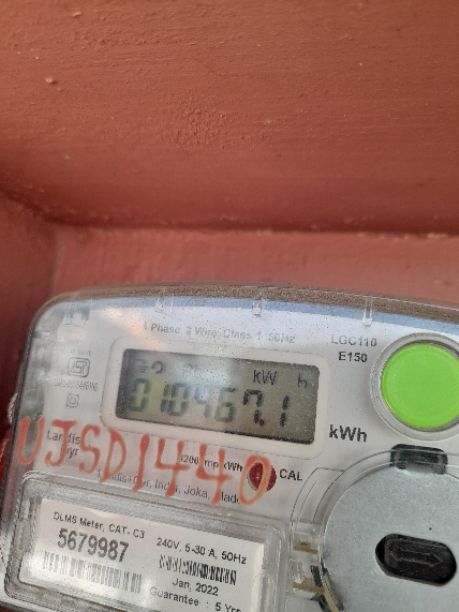 1 Phase 2 Wire, Class 1 50Hz
LGC110
E150
kW h
010467.1
kWh
UJSD1440
CAL
DLMS Meter, CAT- C3
5679987
240V, 5-30 A, 50Hz
Jan, 2022
Guarantee : 5 Yrs